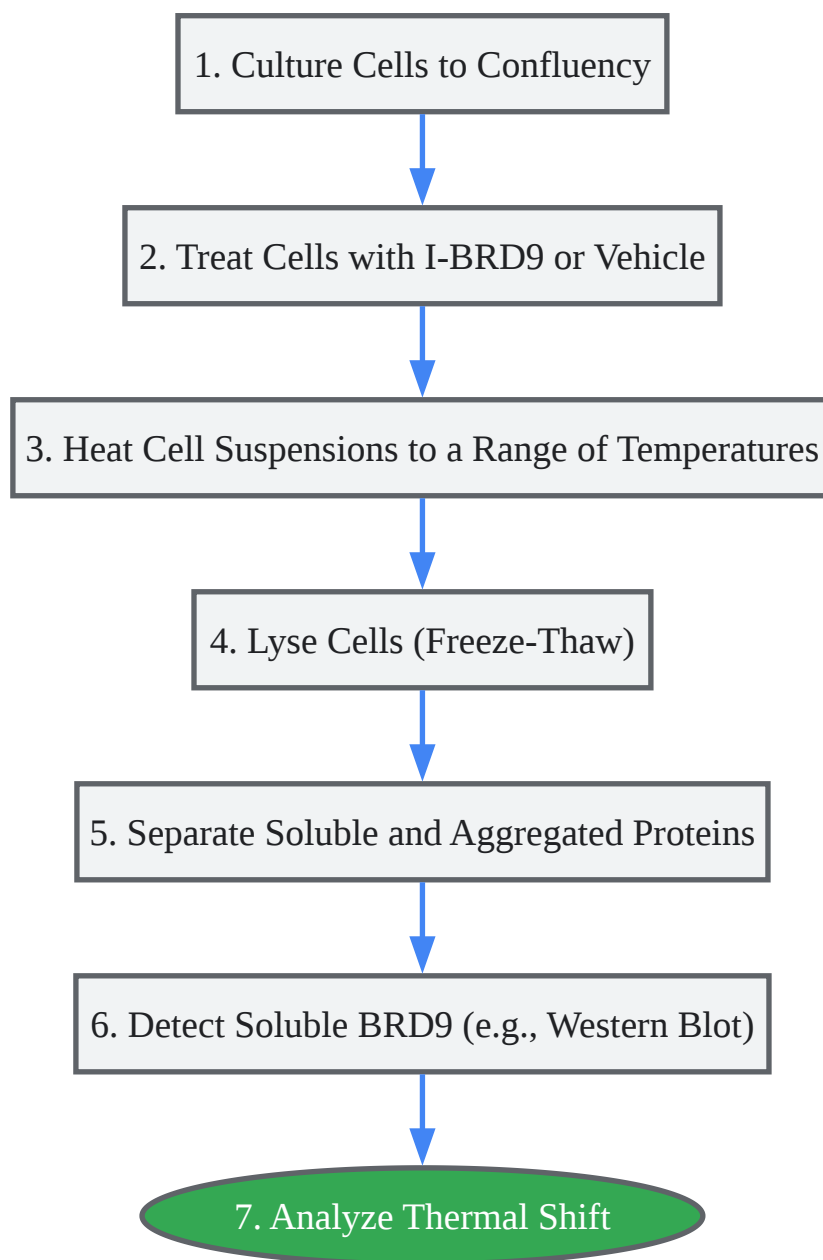 1. Culture Cells to Confluency
2. Treat Cells with I-BRD9 or Vehicle
3. Heat Cell Suspensions to a Range of Temperatures
4. Lyse Cells (Freeze-Thaw)
5. Separate Soluble and Aggregated Proteins
6. Detect Soluble BRD9 (e.g., Western Blot)
7. Analyze Thermal Shift